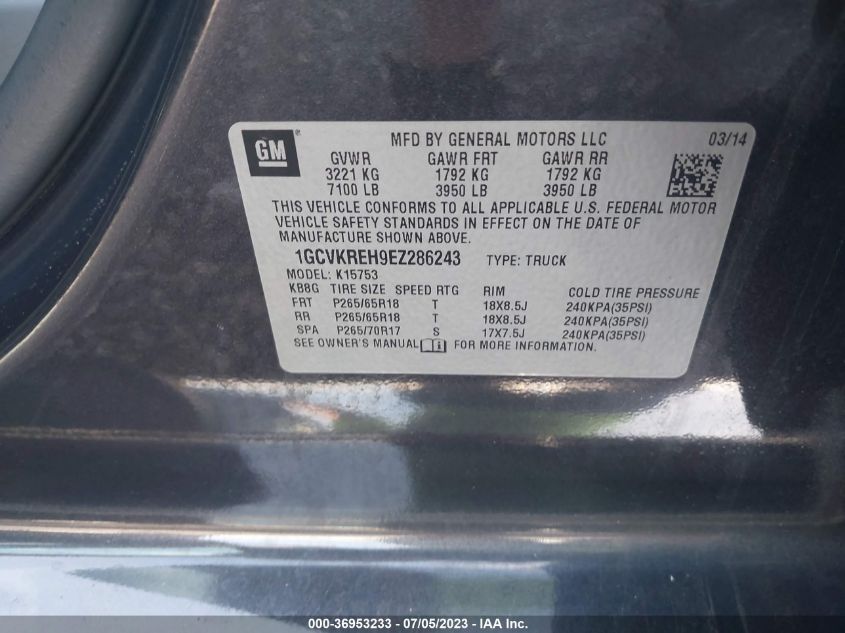 GM
MFD BY GENERAL MOTORS LLC 03/14
GVWR GAWR FRT GAWR RR
3221 KG 1792 KG 1792 KG
7100 LB 3950 LB 3950 LB
THIS VEHICLE CONFORMS TO ALL APPLICABLE U.S. FEDERAL MOTOR
VEHICLE SAFETY STANDARDS IN EFFECT ON THE DATE OF
MANUFACTURE SHOWN ABOVE.
1GCVKREH9EZ286243 TYPE: TRUCK
MODEL: K15753
KB8G TIRE SIZE SPEED RTG RIM COLD TIRE PRESSURE
FRT P265/65R18 T 18X8.5J 240KPA(35PSI)
RR P265/65R18 T 18X8.5J 240KPA(35PSI)
SPA P265/70R17 S 17X7.5J 240KPA(35PSI)
SEE OWNER'S MANUAL FOR MORE INFORMATION.
000-36953233 - 07/05/2023 - IAA Inc.